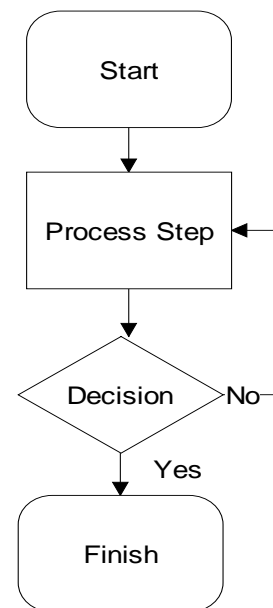 Start
Process Step
Decision
No
Yes
Finish